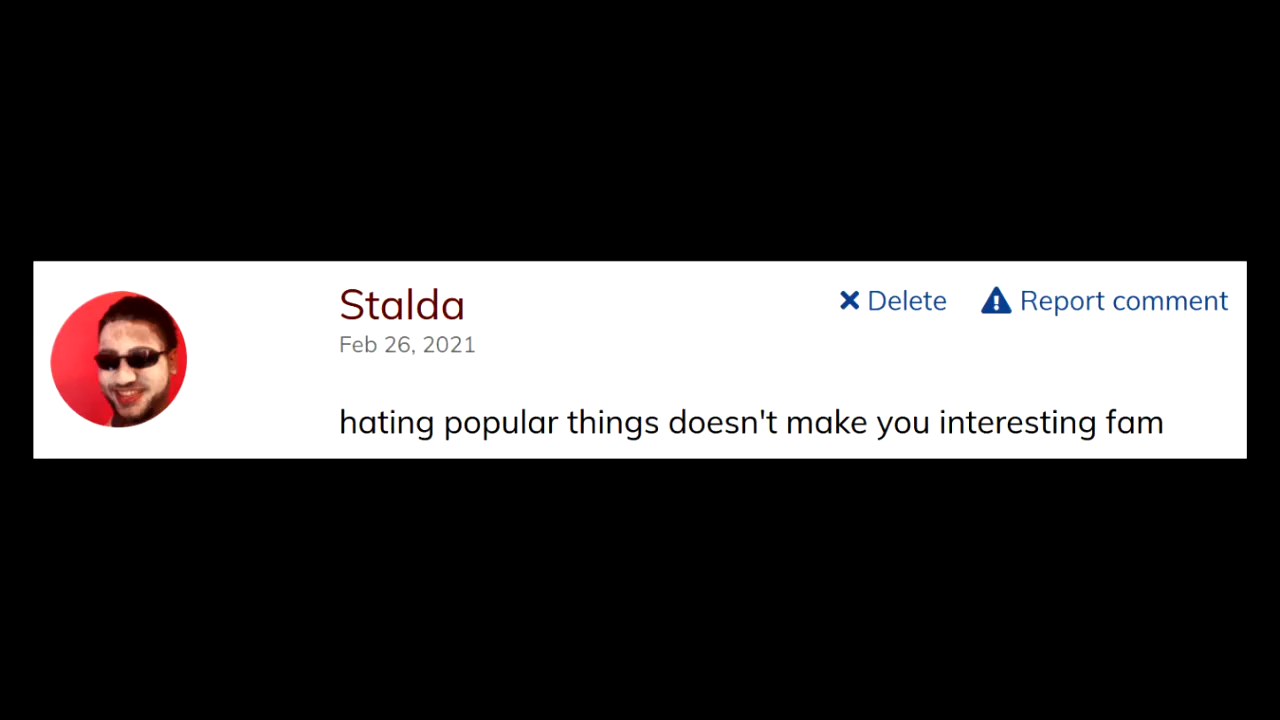 Stalda
Delete
Report comment
Feb 26, 2021
hating popular things doesn't make you interesting fam